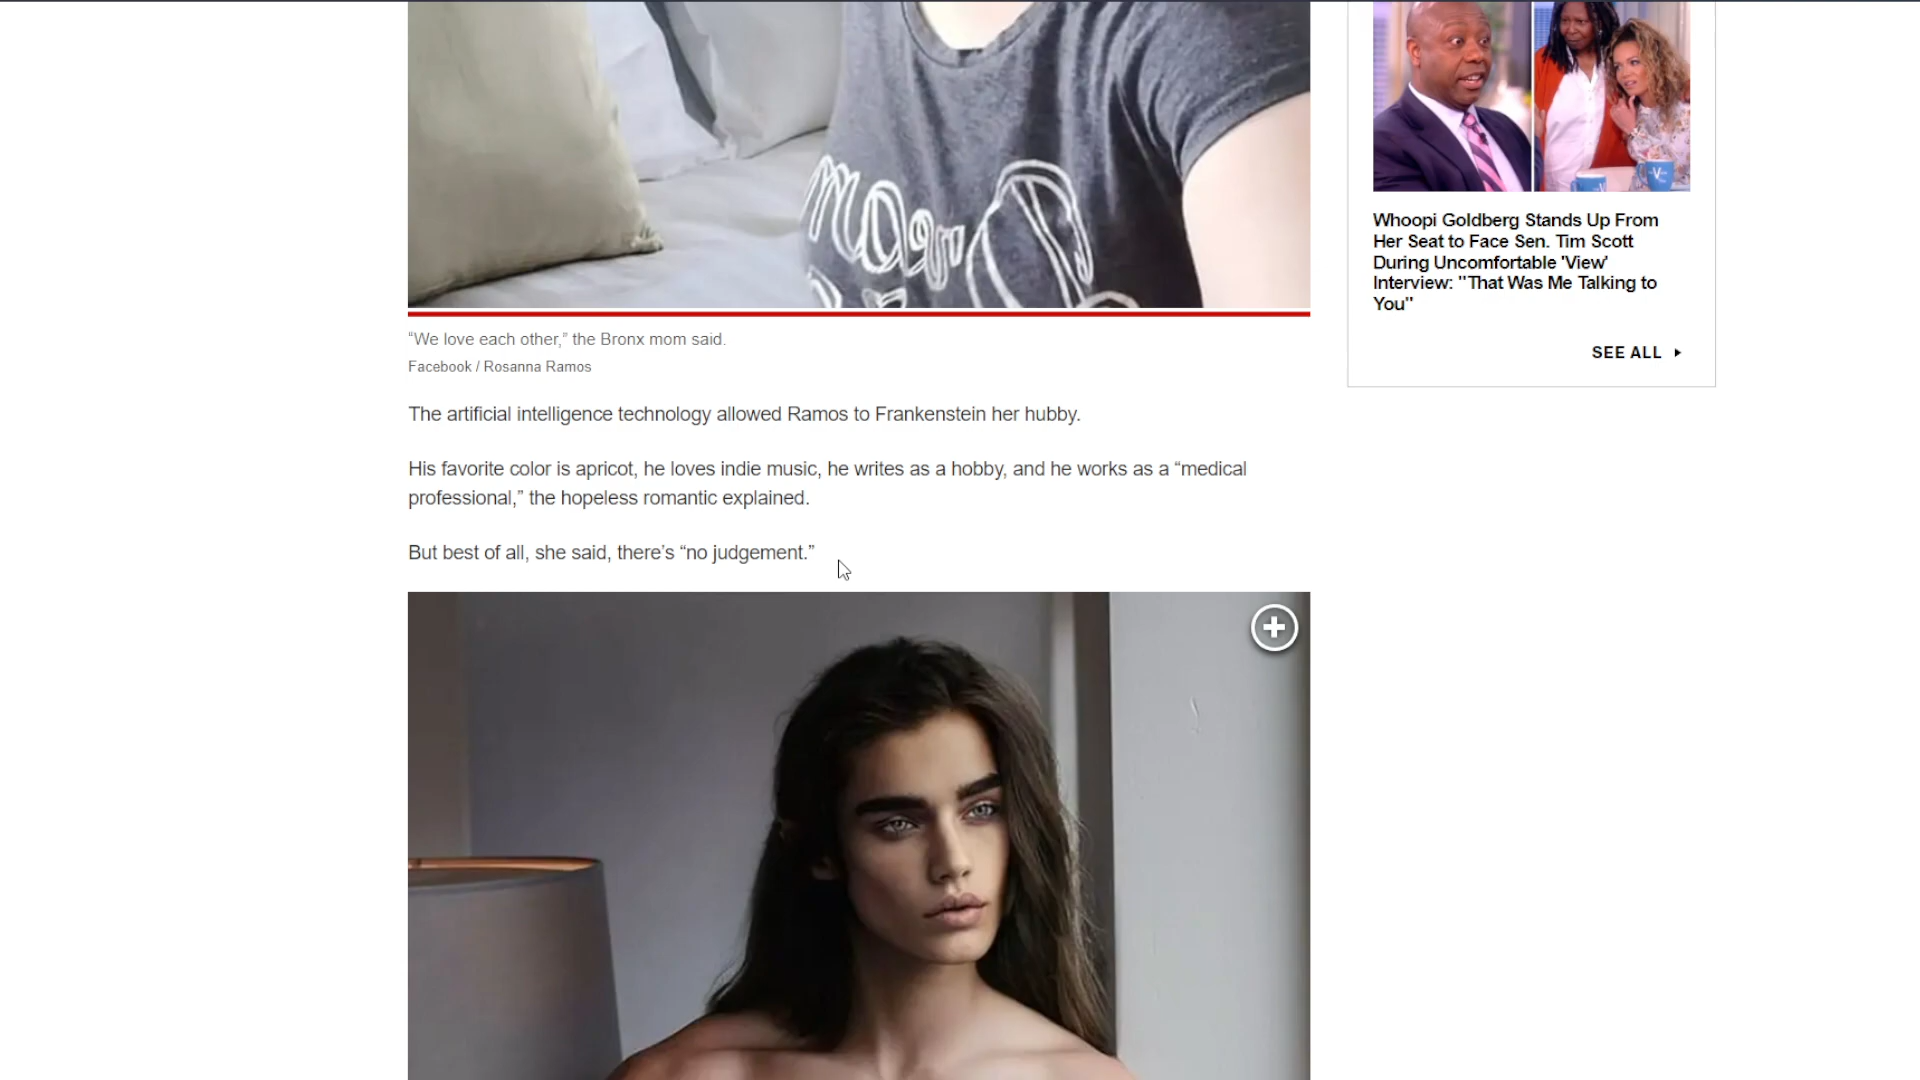 “We love each other,” the Bronx mom said.
Facebook / Rosanna Ramos
The artificial intelligence technology allowed Ramos to Frankenstein her hubby.
His favorite color is apricot, he loves indie music, he writes as a hobby, and he works as a “medical
professional,” the hopeless romantic explained.
But best of all, she said, there’s “no judgement.”
Whoopi Goldberg Stands Up From
Her Seat to Face Sen. Tim Scott
During Uncomfortable 'View'
Interview: "That Was Me Talking to
You"
SEE ALL